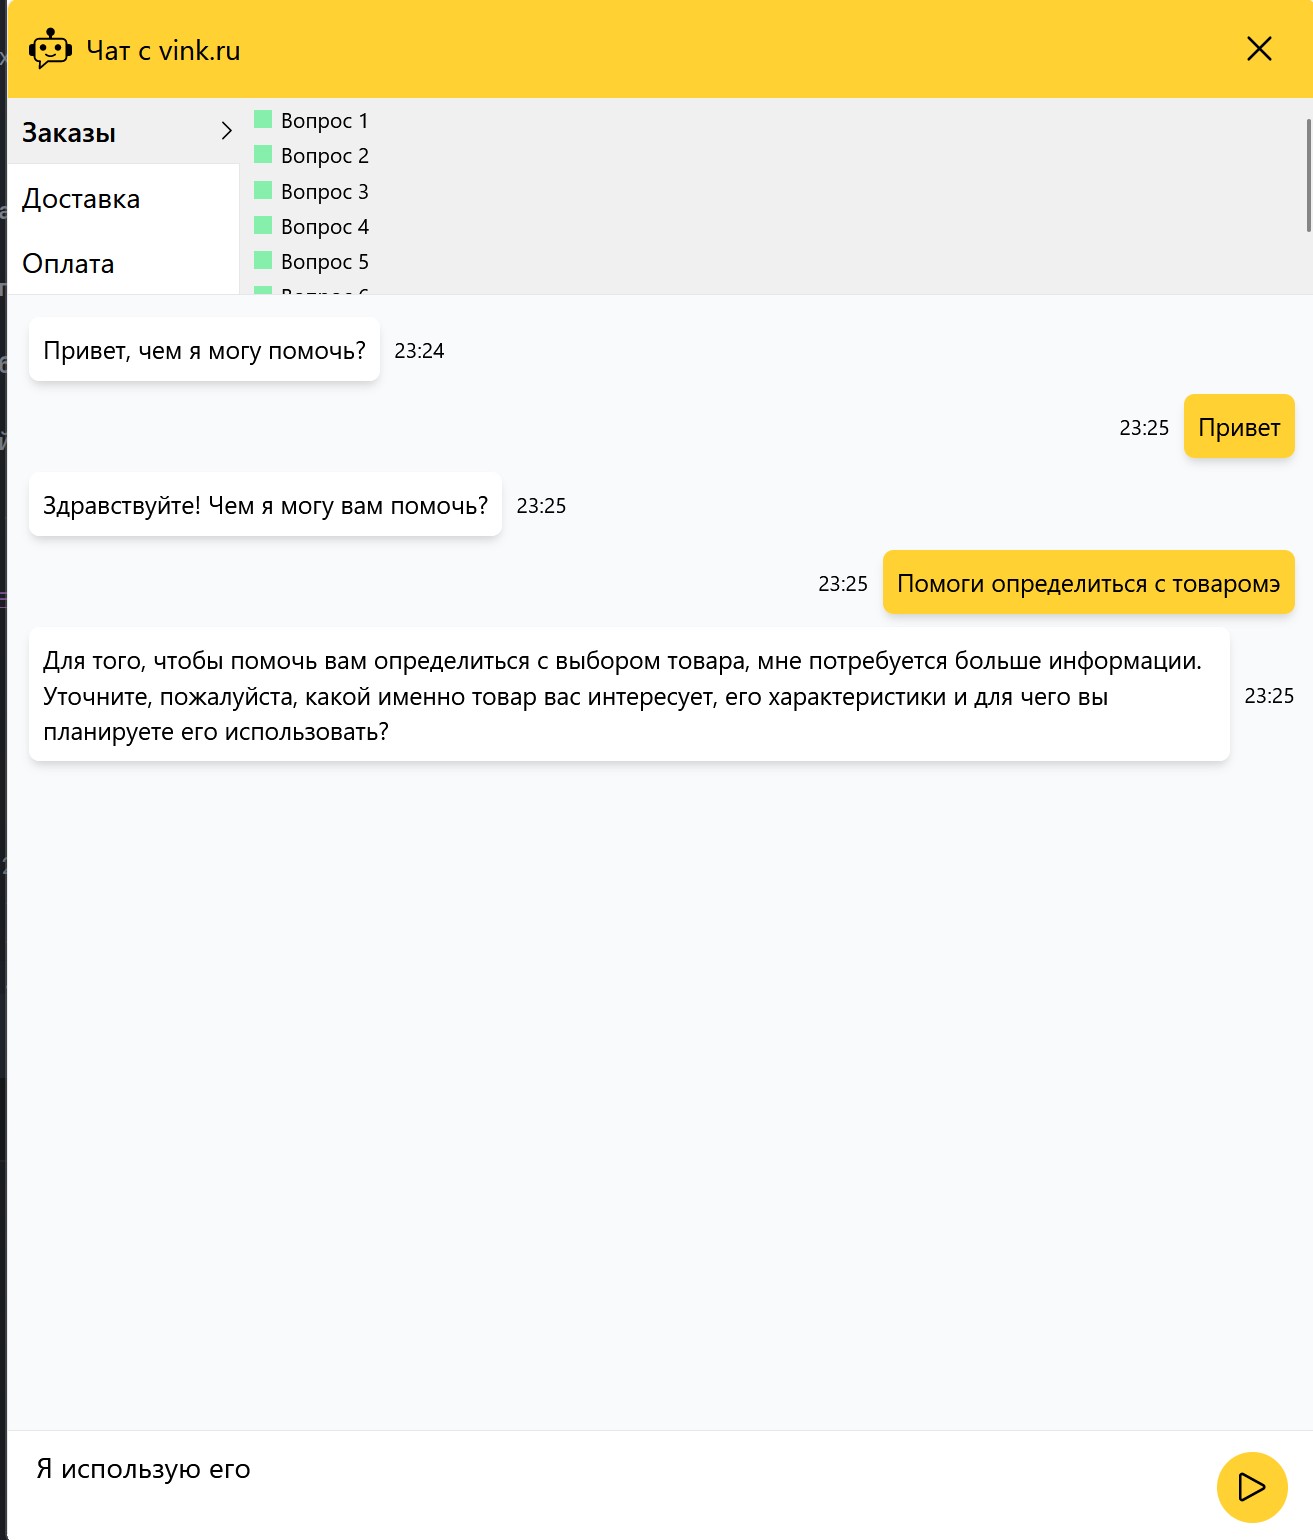 Чат с vink.ru
Заказы
Доставка
Оплата
Вопрос 1
Вопрос 2
Вопрос 3
Вопрос 4
Вопрос 5
Вопрос 6
Привет, чем я могу помочь? 23:24
23:25 Привет
Здравствуйте! Чем я могу вам помочь? 23:25
23:25 Помоги определиться с товаромэ
Для того, чтобы помочь вам определиться с выбором товара, мне потребуется больше информации.
Уточните, пожалуйста, какой именно товар вас интересует, его характеристики и для чего вы 23:25
планируете его использовать?
Я использую его